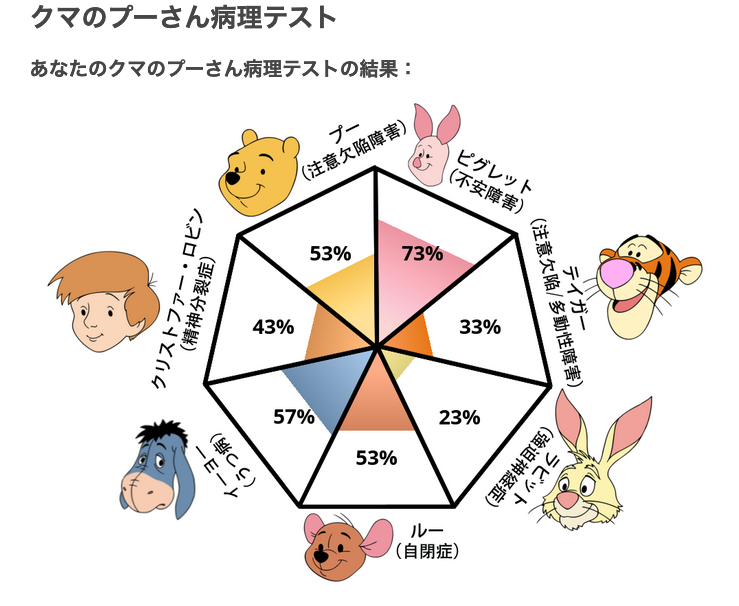 クマのプーさん病理テスト
あなたのクマのプーさん病理テストの結果：
プー
（注意欠陥障害）
ピグレット
（不安障害）
53%
73%
ティガー
（注意欠陥/多動性障害）
クリストファー・ロビン
（精神分裂症）
43%
33%
57%
23%
53%
イーヨー
（うつ病）
ラビット
（強迫神経症）
ルー
（自閉症）